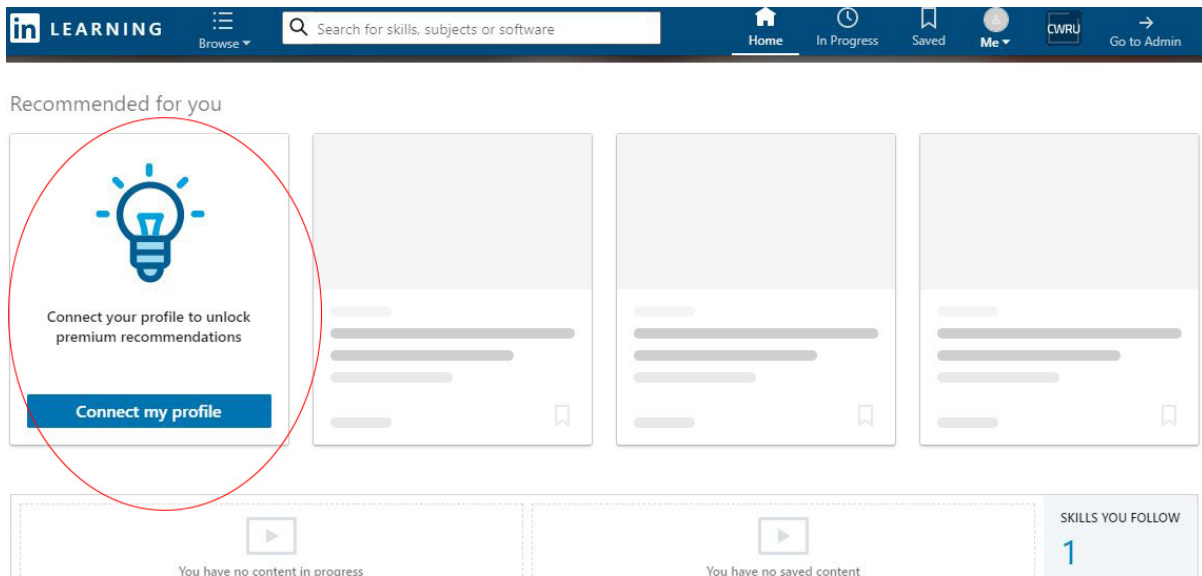 in LEARNING
Browse
Search for skills, subjects or software
Home
In Progress
Saved
Me
CWRU
Go to Admin
Recommended for you
Connect your profile to unlock
premium recommendations
Connect my profile
You have no content in progress
You have no saved content
SKILLS YOU FOLLOW
1